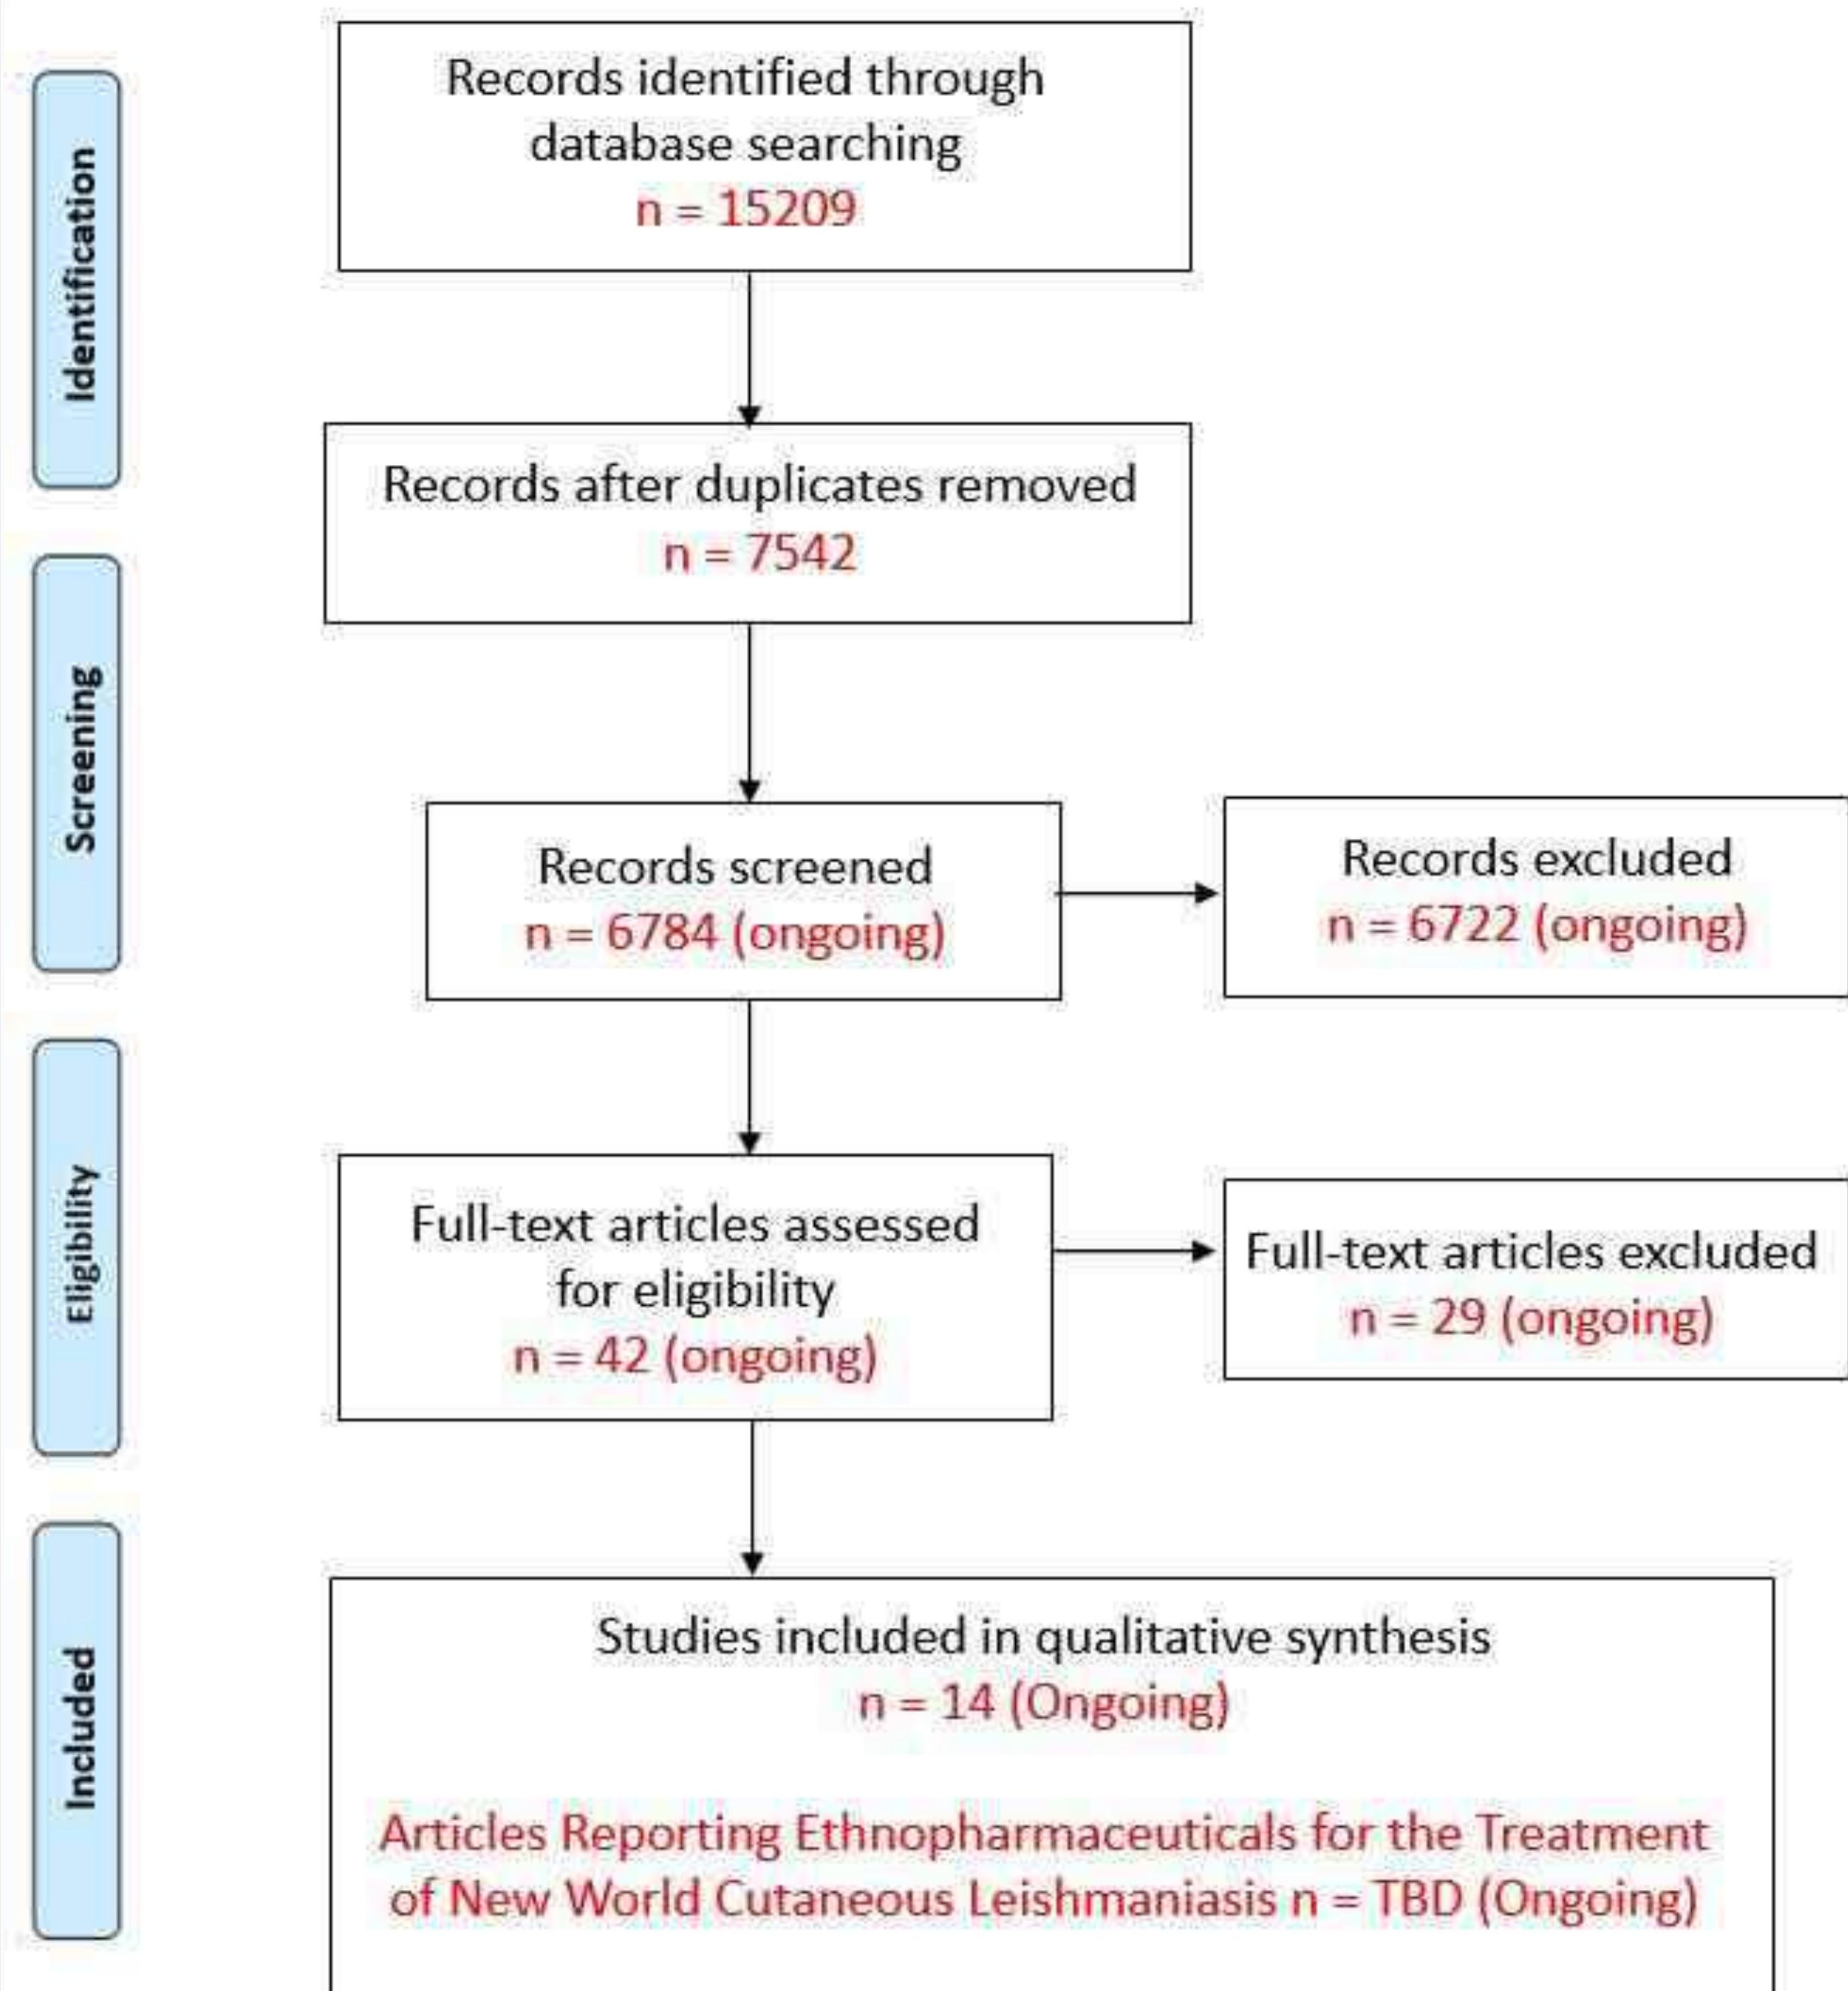 Identification
Records identified through
database searching
n = 15209
Records after duplicates removed
n = 7542
Screening
Records screened
n = 6784 (ongoing)
Records excluded
n = 6722 (ongoing)
Eligibility
Full-text articles assessed
for eligibility
n = 42 (ongoing)
Full-text articles excluded
n = 29 (ongoing)
Included
Studies included in qualitative synthesis
n = 14 (Ongoing)
Articles Reporting Ethnopharmaceuticals for the Treatment
of New World Cutaneous Leishmaniasis n = TBD (Ongoing)